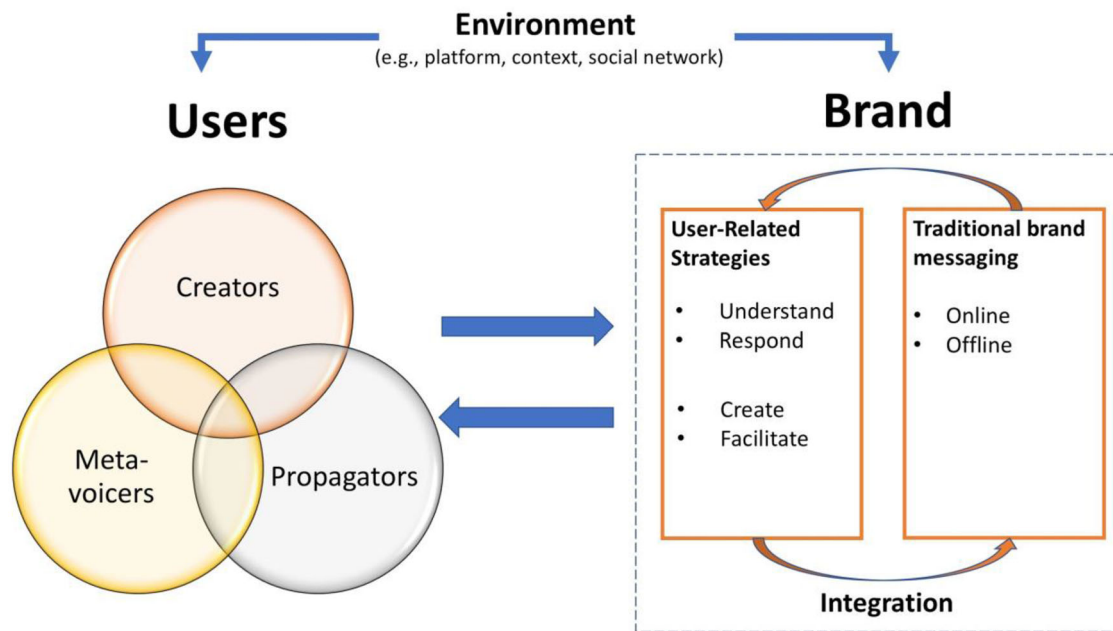 Environment
(e.g., platform, context, social network)
Users
Brand
Creators
Meta-
voicers
Propagators
User-Related
Strategies
• Understand
• Respond
• Create
• Facilitate
Traditional brand
messaging
• Online
• Offline
Integration